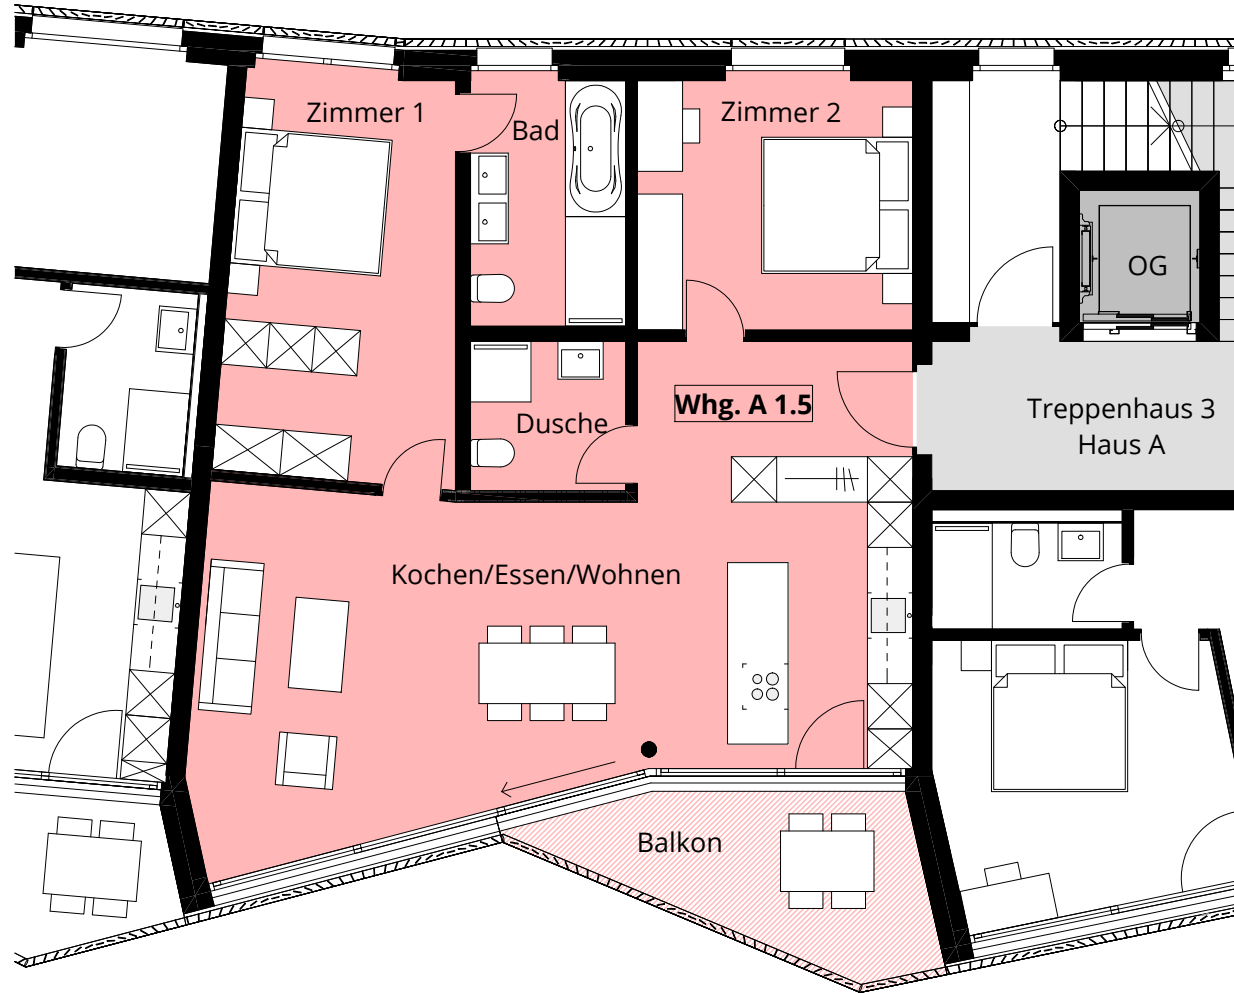 Zimmer 1
Bad
Zimmer 2
OG
Whg. A 1.5
Dusche
Treppenhaus 3
Haus A
Kochen/Essen/Wohnen
Balkon